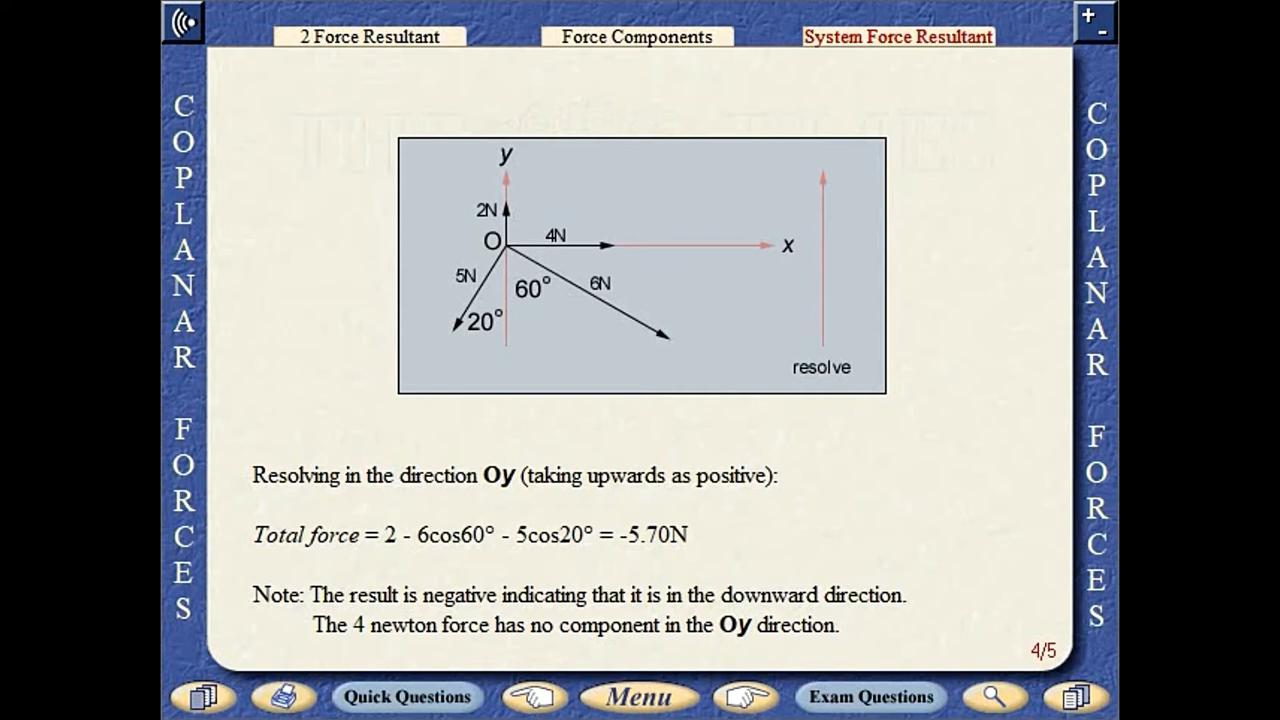 2 Force Resultant
Force Components
System Force Resultant
+
-
COPLANAR FORCES
COPLANAR FORCES
y
2N
O
4N
x
5N
60°
6N
20°
resolve
Resolving in the direction Oy (taking upwards as positive):
Total force = 2 - 6cos60° - 5cos20° = -5.70N
Note: The result is negative indicating that it is in the downward direction.
The 4 newton force has no component in the Oy direction.
4/5
Quick Questions
Menu
Exam Questions